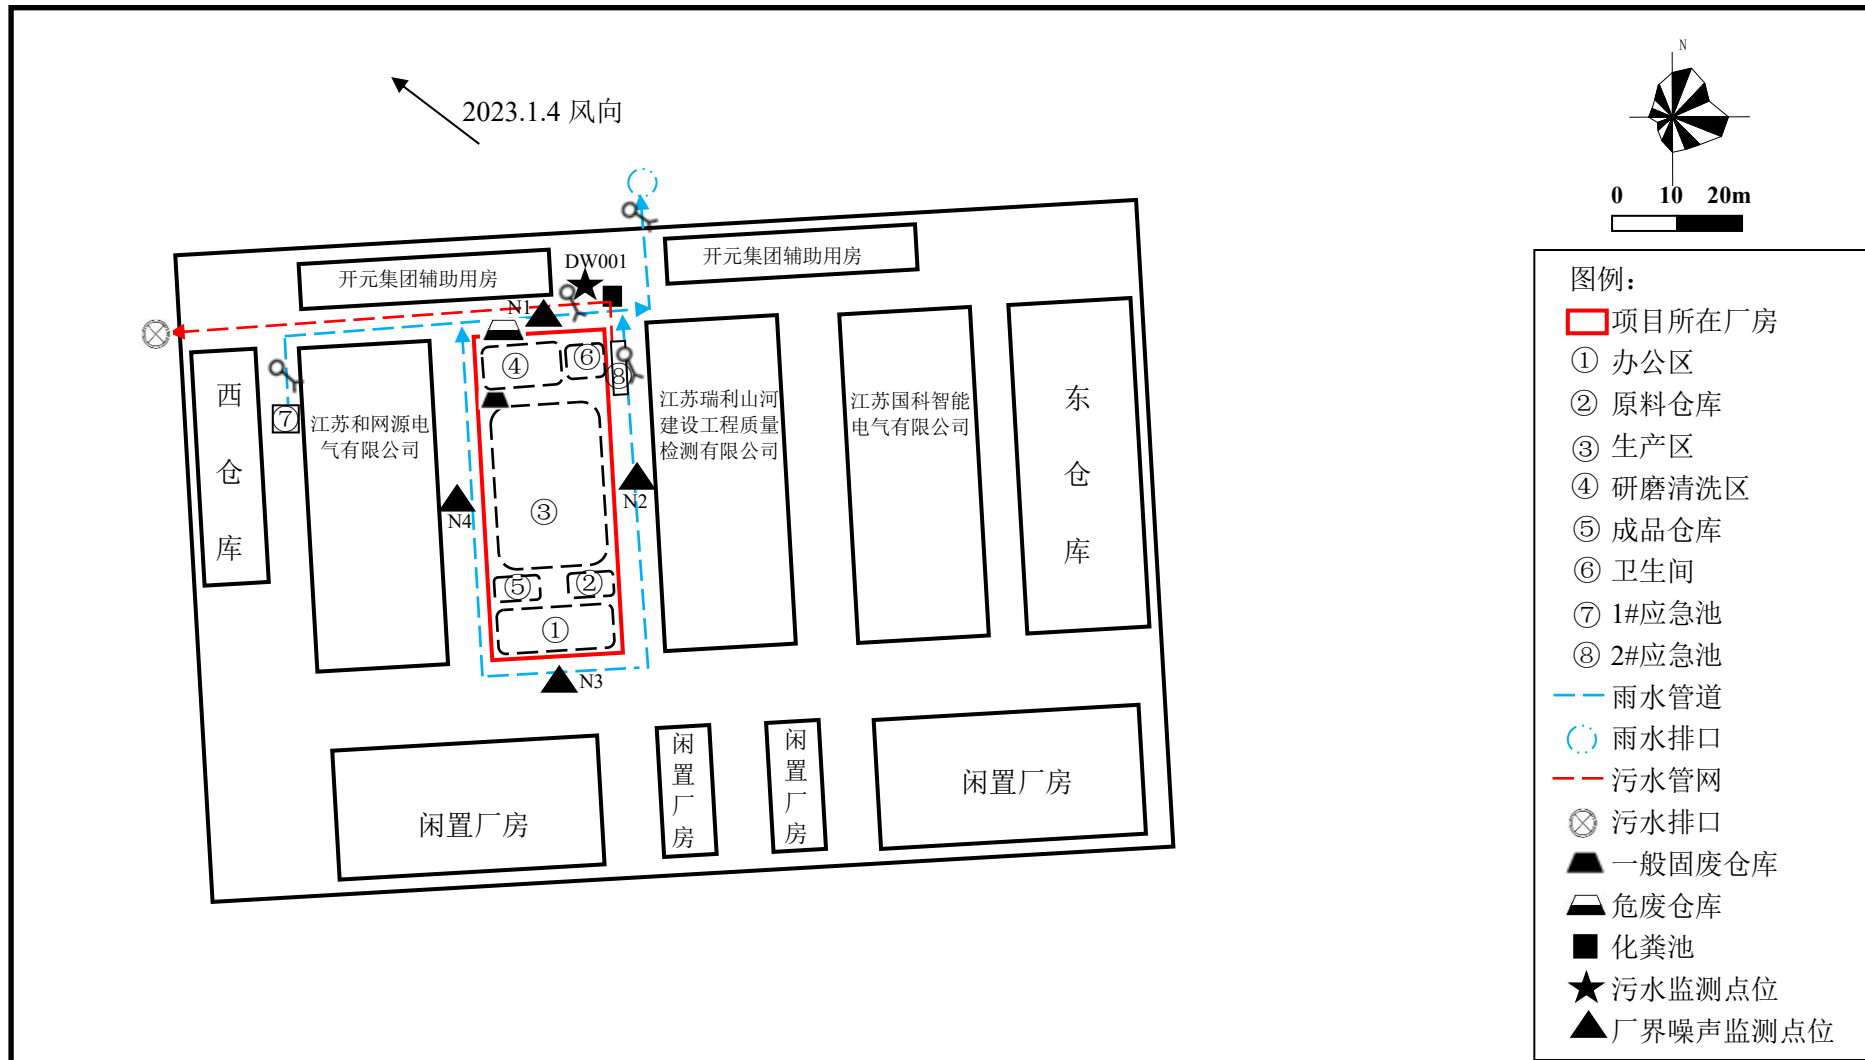 N
2023.1.4 风向
0 10 20m
开元集团辅助用房
DW001
开元集团辅助用房
N1
西仓库
⑦
江苏和网源电
气有限公司
④
⑥
⑧
江苏瑞利山河
建设工程质量
检测有限公司
江苏国科智能
电气有限公司
东仓库
N4
③
N2
⑤
②
①
N3
闲置厂房
闲置厂房
闲置厂房
闲置厂房
图例：
项目所在厂房
① 办公区
② 原料仓库
③ 生产区
④ 研磨清洗区
⑤ 成品仓库
⑥ 卫生间
⑦ 1#应急池
⑧ 2#应急池
雨水管道
雨水排口
污水管网
污水排口
一般固废仓库
危废仓库
化粪池
污水监测点位
厂界噪声监测点位